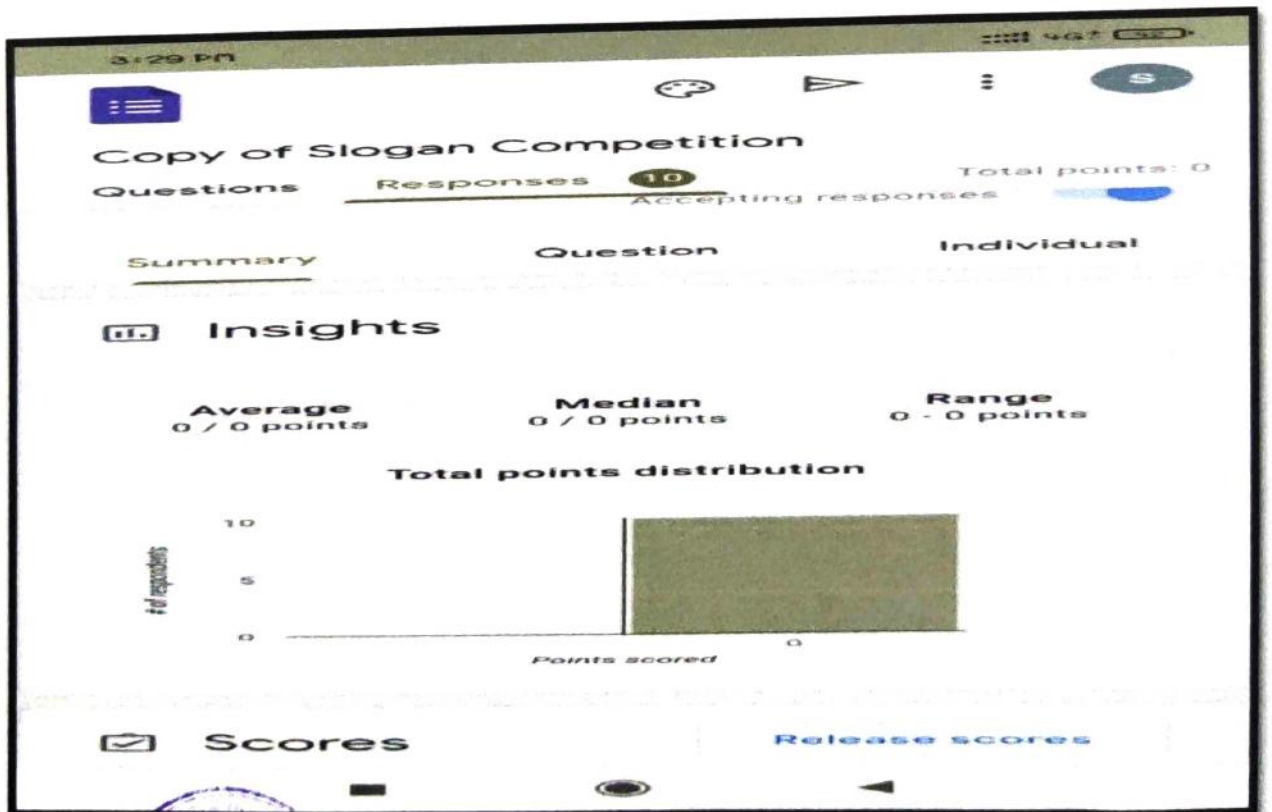 3:29 PM 4G+ 52
S
Copy of Slogan Competition
Questions Responses 10 Total points: 0
Accepting responses
Summary Question Individual
Insights
Average Median Range
0 / 0 points 0 / 0 points 0 - 0 points
Total points distribution
10
# of respondents
5
0
0
Points scored
Scores Release scores